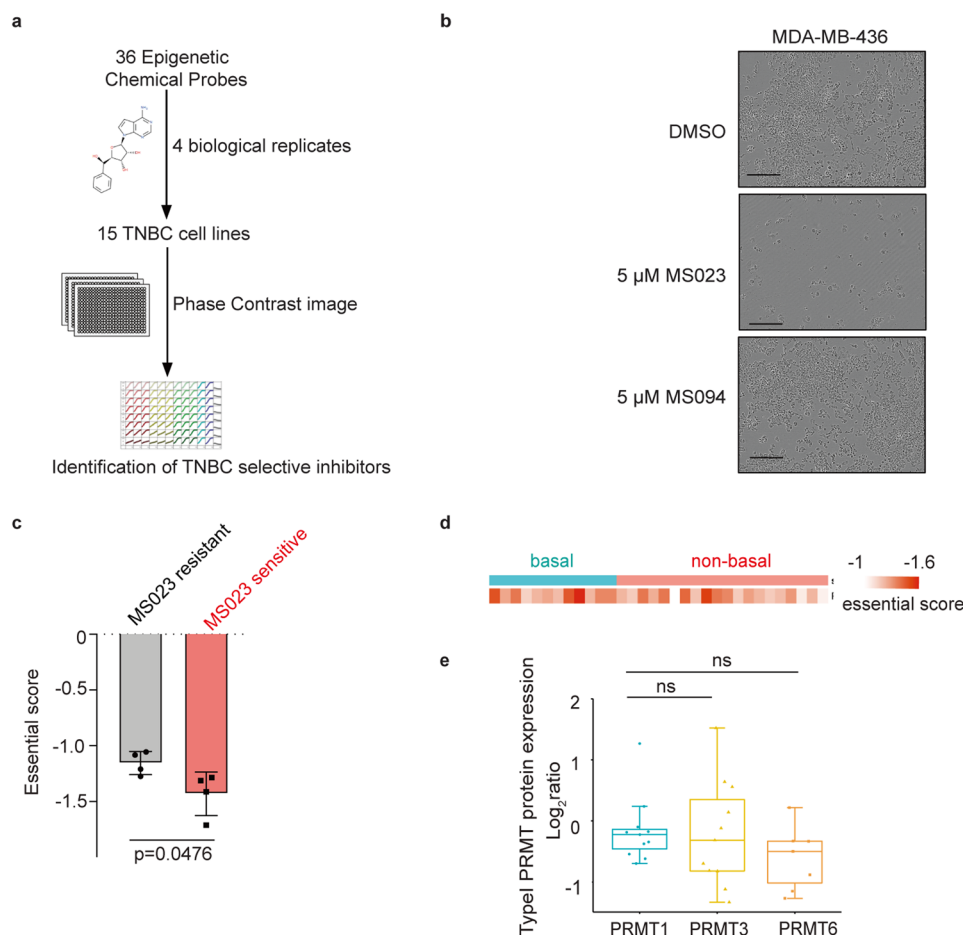 a
36 Epigenetic
Chemical Probes
4 biological replicates
15 TNBC cell lines
Phase Contrast image
Identification of TNBC selective inhibitors
b
MDA-MB-436
DMSO
5 µM MS023
5 µM MS094
c
MS023 resistant
MS023 sensitive
Essential score
0
-0.5
-1.0
-1.5
p=0.0476
d
basal
non-basal
-1 -1.6
essential score
e
TypeI PRMT protein expression
Log2ratio
ns
ns
2
1
0
-1
PRMT1 PRMT3 PRMT6